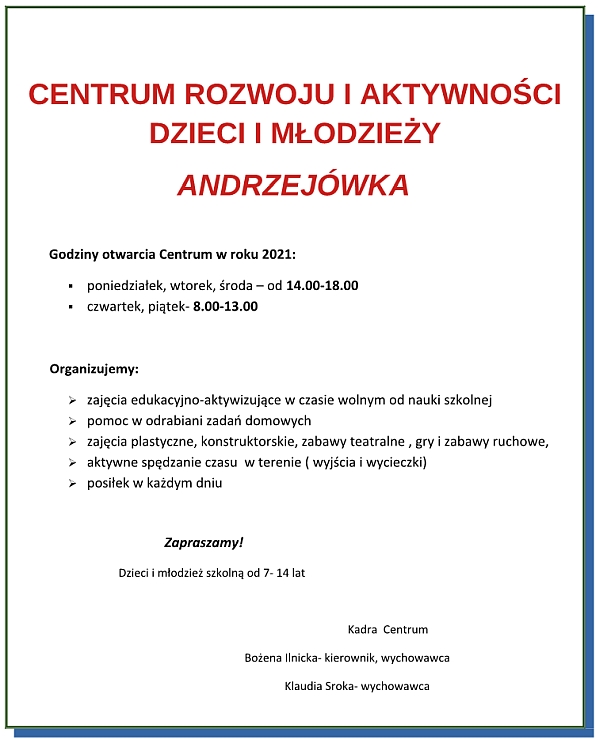 CENTRUM ROZWOJU I AKTYWNOŚCI
DZIECI I MŁODZIEŻY
ANDRZEJÓWKA
Godziny otwarcia Centrum w roku 2021:
▪ poniedziałek, wtorek, środa – od 14.00-18.00
▪ czwartek, piątek- 8.00-13.00
Organizujemy:
➢ zajęcia edukacyjno-aktywizujące w czasie wolnym od nauki szkolnej
➢ pomoc w odrabiani zadań domowych
➢ zajęcia plastyczne, konstruktorskie, zabawy teatralne , gry i zabawy ruchowe,
➢ aktywne spędzanie czasu w terenie ( wyjścia i wycieczki)
➢ posiłek w każdym dniu
Zapraszamy!
Dzieci i młodzież szkolną od 7- 14 lat
Kadra Centrum
Bożena Ilnicka- kierownik, wychowawca
Klaudia Sroka- wychowawca